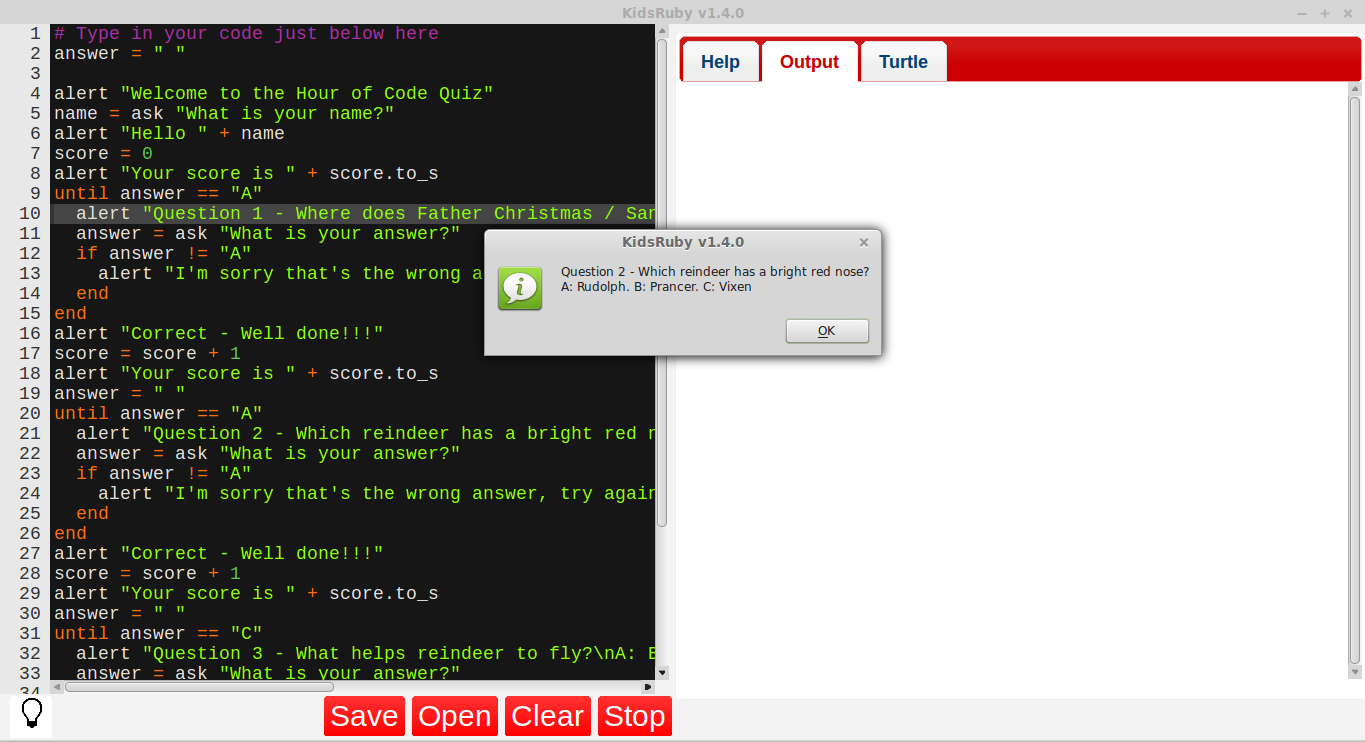 KidsRuby v1.4.0
1 # Type in your code just below here
2 answer = " "
3
4 alert "Welcome to the Hour of Code Quiz"
5 name = ask "What is your name?"
6 alert "Hello " + name
7 score = 0
8 alert "Your score is " + score.to_s
9 until answer == "A"
10 alert "Question 1 - Where does Father Christmas / San
11 answer = ask "What is your answer?"
12 if answer != "A"
13 alert "I'm sorry that's the wrong a
14 end
15 end
16 alert "Correct - Well done!!!"
17 score = score + 1
18 alert "Your score is " + score.to_s
19 answer = " "
20 until answer == "A"
21 alert "Question 2 - Which reindeer has a bright red n
22 answer = ask "What is your answer?"
23 if answer != "A"
24 alert "I'm sorry that's the wrong answer, try again
25 end
26 end
27 alert "Correct - Well done!!!"
28 score = score + 1
29 alert "Your score is " + score.to_s
30 answer = " "
31 until answer == "C"
32 alert "Question 3 - What helps reindeer to fly?\nA: B
33 answer = ask "What is your answer?"
34
Help Output Turtle
KidsRuby v1.4.0
Question 2 - Which reindeer has a bright red nose?
A: Rudolph. B: Prancer. C: Vixen
OK
Save Open Clear Stop